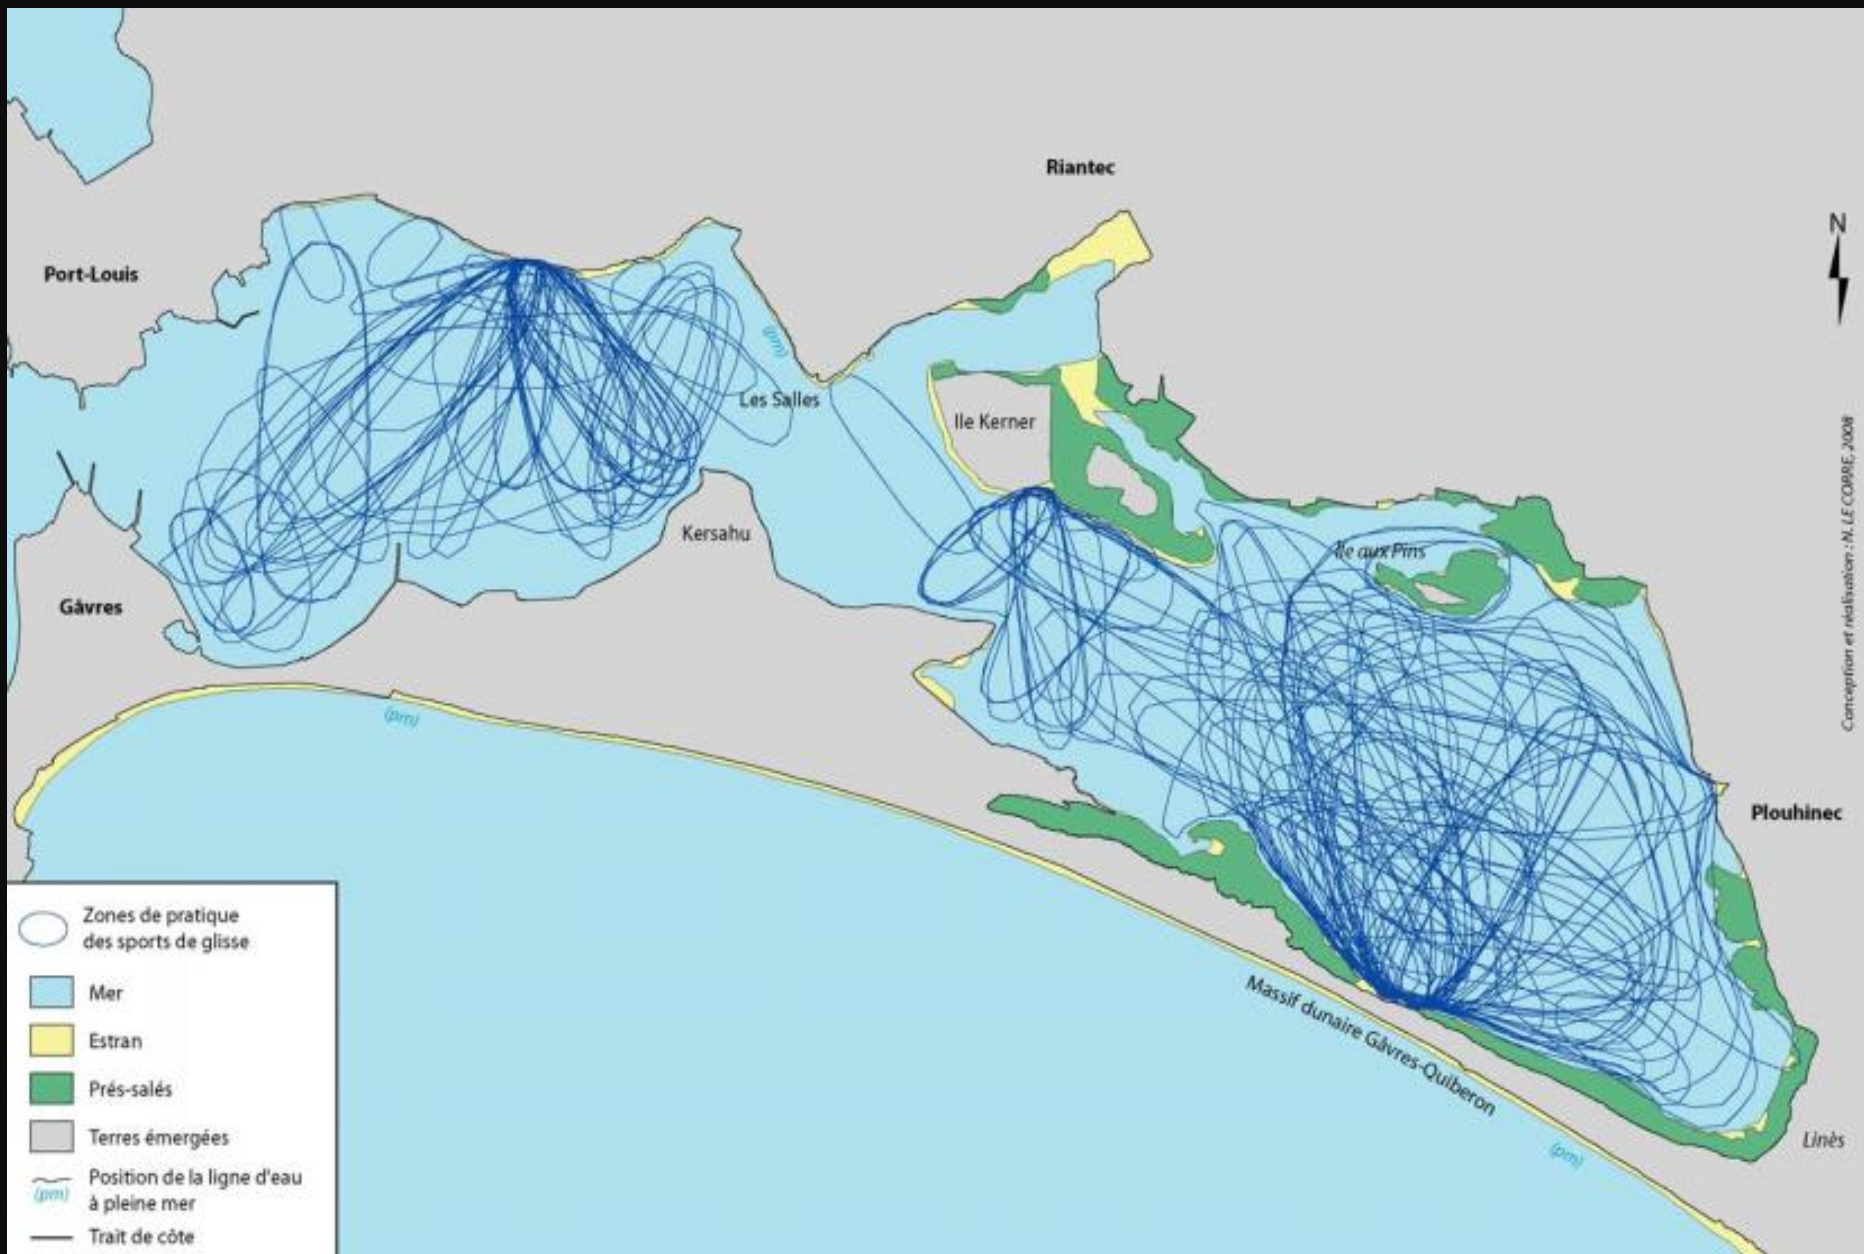 Riantec
N
Port-Louis
(pm)
Les Salles
Ile Kerner
Kersahu
Ile aux Pins
Gâvres
(pm)
Conception et réalisation : N. LE CORRE, 2008
Plouhinec
Massif dunaire Gâvres-Quiberon
Linès
(pm)
Zones de pratique
des sports de glisse
Mer
Estran
Prés-salés
Terres émergées
Position de la ligne d'eau
(pm)
à pleine mer
Trait de côte